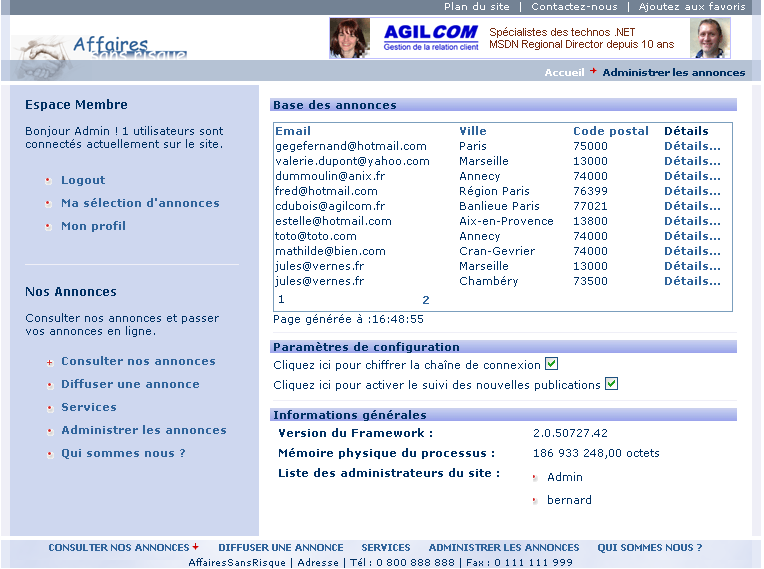 Plan du site | Contactez-nous | Ajoutez aux favoris
Affaires
sans risque
AGILCOM
Gestion de la relation client
Spécialistes des technos .NET
MSDN Regional Director depuis 10 ans
Accueil Administrer les annonces
Espace Membre
Bonjour Admin ! 1 utilisateurs sont
connectés actuellement sur le site.
Logout
Ma sélection d'annonces
Mon profil
Nos Annonces
Consulter nos annonces et passer
vos annonces en ligne.
Consulter nos annonces
Diffuser une annonce
Services
Administrer les annonces
Qui sommes nous ?
Base des annonces
Email Ville Code postal Détails
gegefernand@hotmail.com Paris 75000 Détails...
valerie.dupont@yahoo.com Marseille 13000 Détails...
dummoulin@anix.fr Annecy 74000 Détails...
fred@hotmail.com Région Paris 76399 Détails...
cdubois@agilcom.fr Banlieue Paris 77021 Détails...
estelle@hotmail.com Aix-en-Provence 13800 Détails...
toto@toto.com Annecy 74000 Détails...
mathilde@bien.com Cran-Gevrier 74000 Détails...
jules@vernes.fr Marseille 13000 Détails...
jules@vernes.fr Chambéry 73500 Détails...
1 2
Page générée à :16:48:55
Paramètres de configuration
Cliquez ici pour chiffrer la chaîne de connexion
Cliquez ici pour activer le suivi des nouvelles publications
Informations générales
Version du Framework : 2.0.50727.42
Mémoire physique du processus : 186 933 248,00 octets
Liste des administrateurs du site : Admin
bernard
CONSULTER NOS ANNONCES DIFFUSER UNE ANNONCE SERVICES ADMINISTRER LES ANNONCES QUI SOMMES NOUS ?
AffairesSansRisque | Adresse | Tél : 0 800 888 888 | Fax : 0 111 111 999